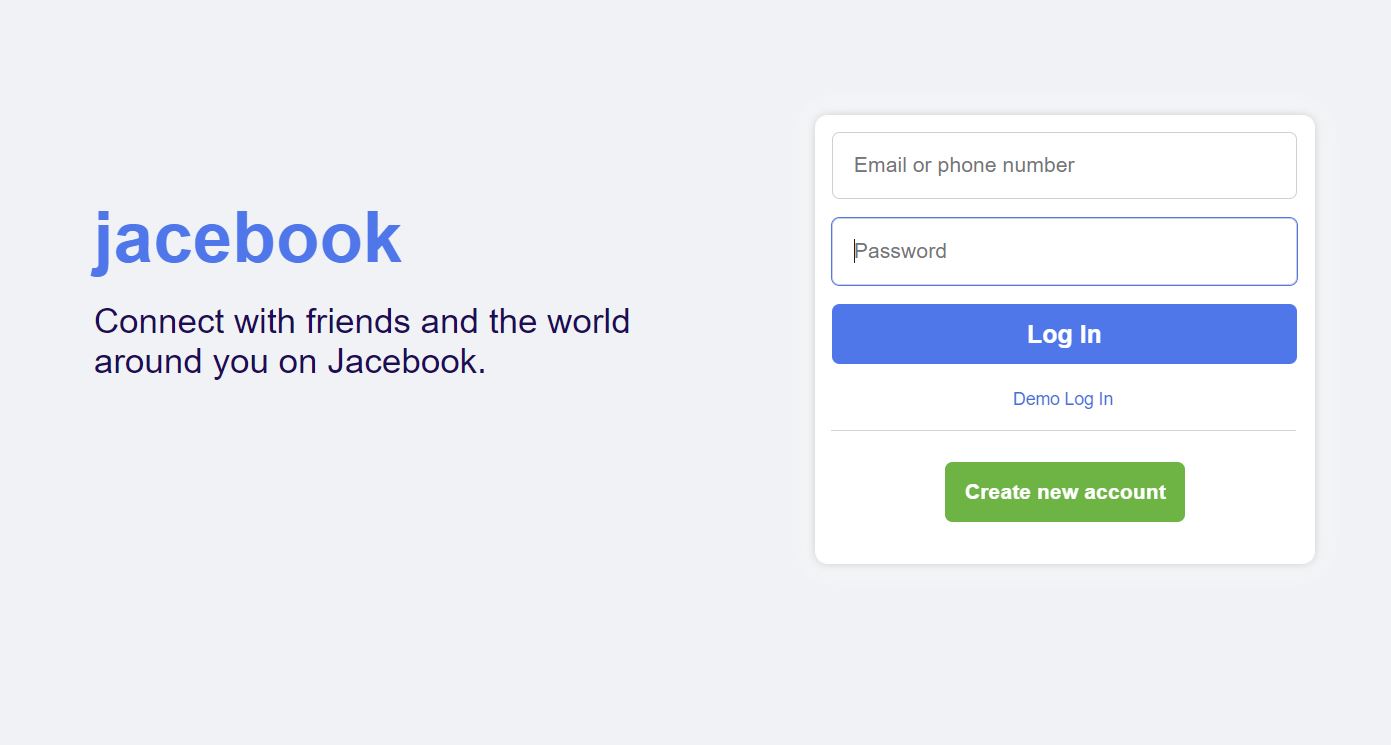 jacebook
Connect with friends and the world
around you on Jacebook.
Email or phone number
Password
Log In
Demo Log In
Create new account